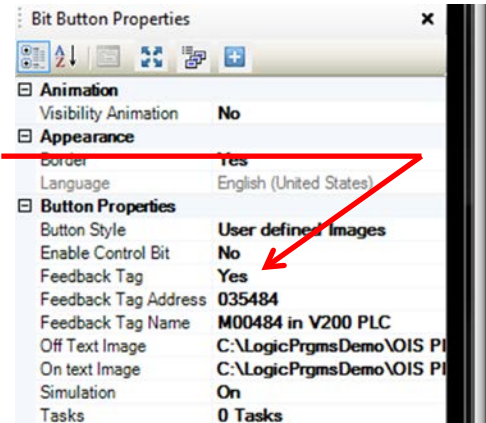 Bit Button Properties
Animation
Visibility Animation No
Appearance
Border Yes
Language English (United States)
Button Properties
Button Style User defined Images
Enable Control Bit No
Feedback Tag Yes
Feedback Tag Address 035484
Feedback Tag Name M00484 in V200 PLC
Off Text Image C:\LogicPrgmsDemo\OIS Pl
On text Image C:\LogicPrgmsDemo\OIS Pl
Simulation On
Tasks 0 Tasks